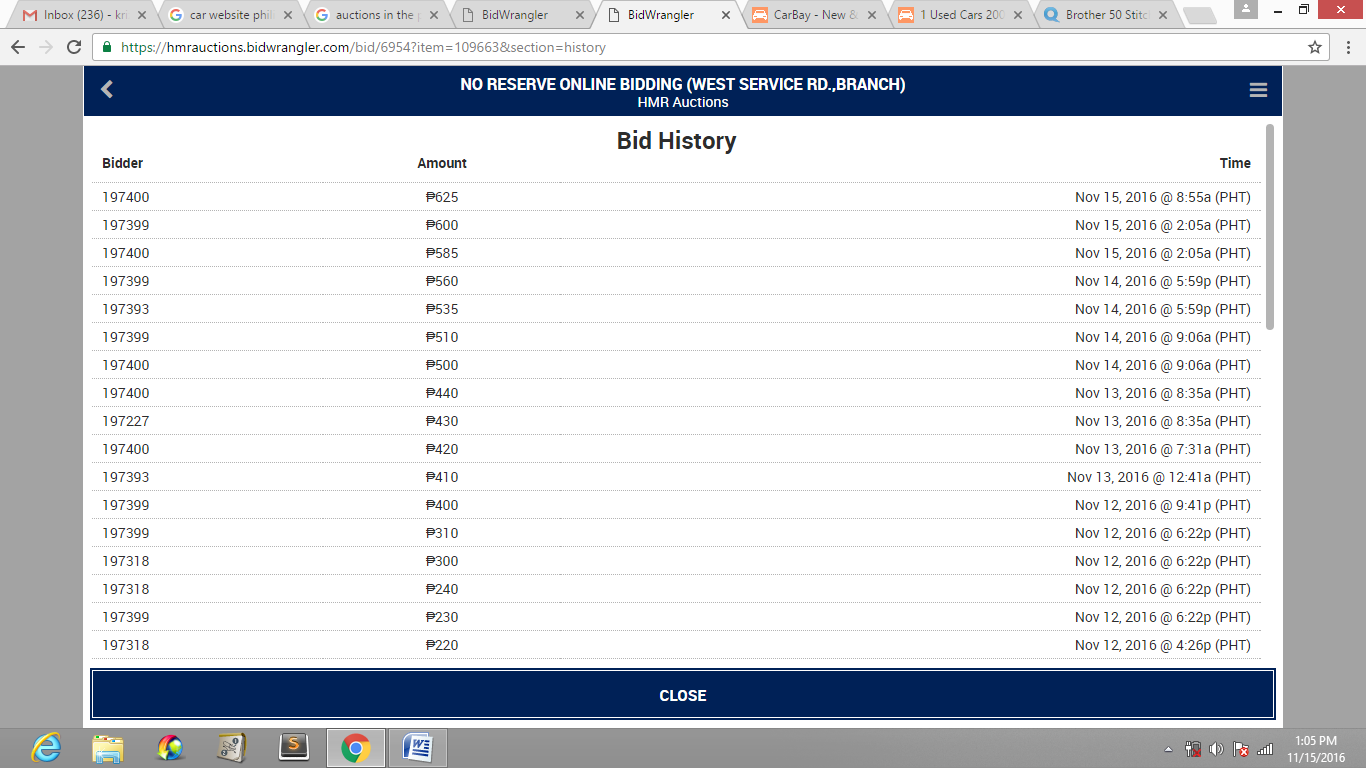 Inbox (236) - kr
car website phil
auctions in the p
BidWrangler
BidWrangler
CarBay - New &
1 Used Cars 200
Brother 50 Stitc
https://hmrauctions.bidwrangler.com/bid/6954?item=109663&section=history
NO RESERVE ONLINE BIDDING (WEST SERVICE RD.,BRANCH)
HMR Auctions
Bid History
Bidder Amount Time
197400 ₱625 Nov 15, 2016 @ 8:55a (PHT)
197399 ₱600 Nov 15, 2016 @ 2:05a (PHT)
197400 ₱585 Nov 15, 2016 @ 2:05a (PHT)
197399 ₱560 Nov 14, 2016 @ 5:59p (PHT)
197393 ₱535 Nov 14, 2016 @ 5:59p (PHT)
197399 ₱510 Nov 14, 2016 @ 9:06a (PHT)
197400 ₱500 Nov 14, 2016 @ 9:06a (PHT)
197400 ₱440 Nov 13, 2016 @ 8:35a (PHT)
197227 ₱430 Nov 13, 2016 @ 8:35a (PHT)
197400 ₱420 Nov 13, 2016 @ 7:31a (PHT)
197393 ₱410 Nov 13, 2016 @ 12:41a (PHT)
197399 ₱400 Nov 12, 2016 @ 9:41p (PHT)
197399 ₱310 Nov 12, 2016 @ 6:22p (PHT)
197318 ₱300 Nov 12, 2016 @ 6:22p (PHT)
197318 ₱240 Nov 12, 2016 @ 6:22p (PHT)
197399 ₱230 Nov 12, 2016 @ 6:22p (PHT)
197318 ₱220 Nov 12, 2016 @ 4:26p (PHT)
CLOSE
1:05 PM
11/15/2016